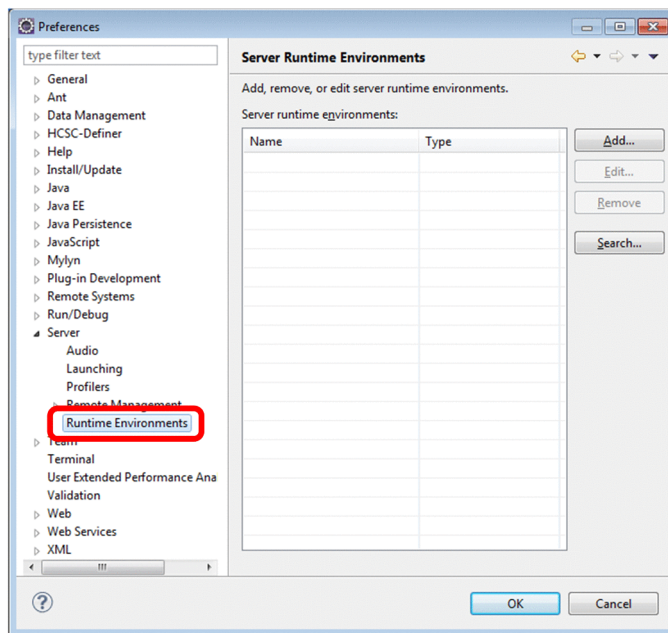 Preferences
type filter text
General
Ant
Data Management
HCSC-Definer
Help
Install/Update
Java
Java EE
Java Persistence
JavaScript
Mylyn
Plug-in Development
Remote Systems
Run/Debug
Server
Audio
Launching
Profilers
Remote Management
Runtime Environments
Team
Terminal
User Extended Performance Ana
Validation
Web
Web Services
XML
Server Runtime Environments
Add, remove, or edit server runtime environments.
Server runtime environments:
Name Type
Add...
Edit...
Remove
Search...
OK Cancel